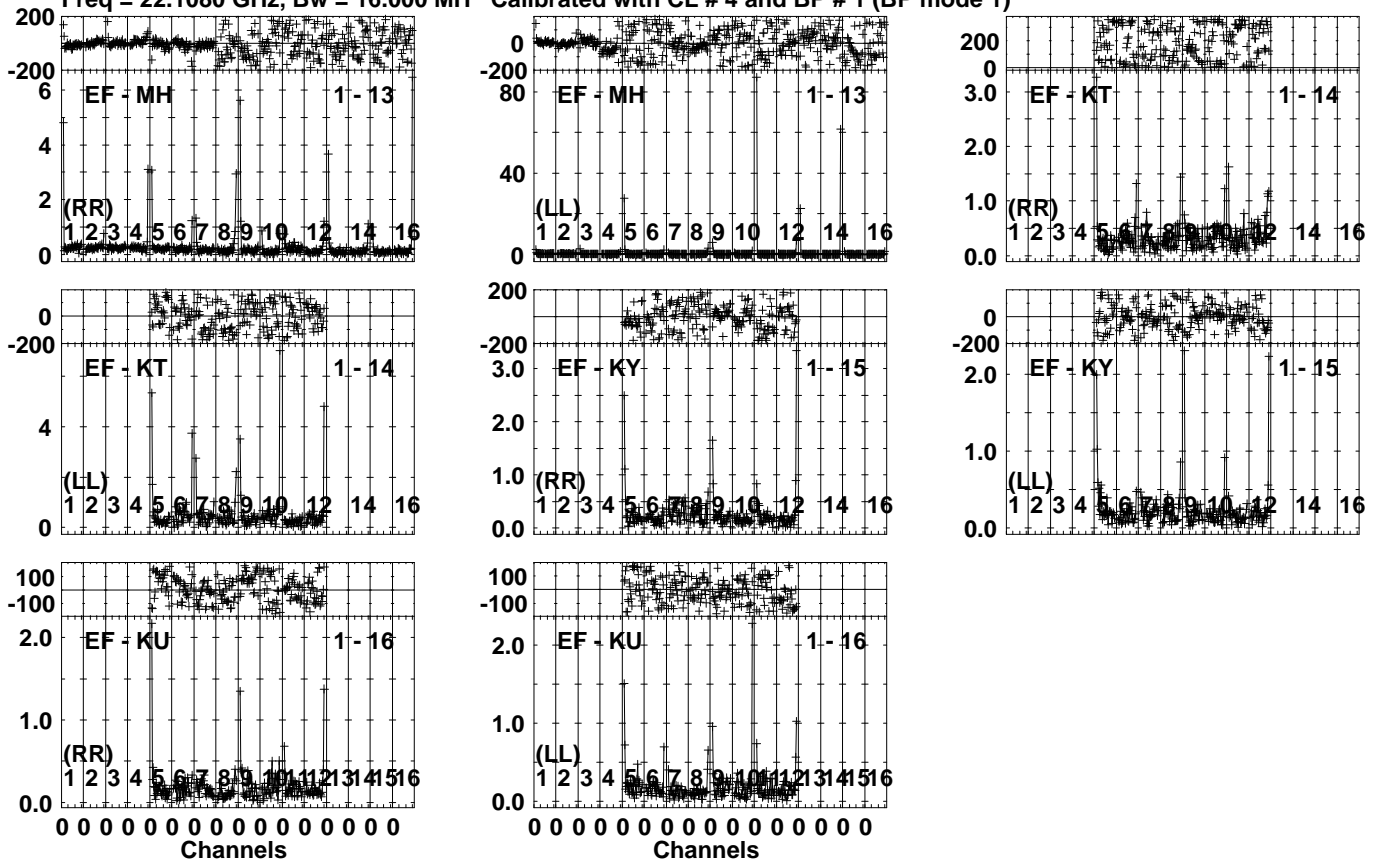 Freq = 22.1080 GHz, Bw = 16.000 MH Calibrated with CL # 4 and BP # 1 (BP mode 1)
200
0
-200
6
4
2
0
EF - MH 1 - 13
(RR)
1 2 3 4 5 6 7 8 9 10 12 14 16
200
0
-200
80
40
0
EF - MH 1 - 13
(LL)
1 2 3 4 5 6 7 8 9 10 12 14 16
200
0
3.0
2.0
1.0
0.0
EF - KT 1 - 14
(RR)
1 2 3 4 5 6 7 8 9 10 12 14 16
0
-200
4
0
EF - KT 1 - 14
(LL)
1 2 3 4 5 6 7 8 9 10 12 14 16
200
0
-200
3.0
2.0
1.0
0.0
EF - KY 1 - 15
(RR)
1 2 3 4 5 6 7 8 9 10 12 14 16
0
-200
2.0
1.0
0.0
EF - KY 1 - 15
(LL)
1 2 3 4 5 6 7 8 9 10 12 14 16
100
-100
2.0
1.0
0.0
EF - KU 1 - 16
(RR)
1 2 3 4 5 6 7 8 9 10 11 12 13 14 15 16
0 0 0 0 0 0 0 0 0 0 0 0 0 0 0 0
Channels
100
-100
2.0
1.0
0.0
EF - KU 1 - 16
(LL)
1 2 3 4 5 6 7 8 9 10 11 12 13 14 15 16
0 0 0 0 0 0 0 0 0 0 0 0 0 0 0 0
Channels